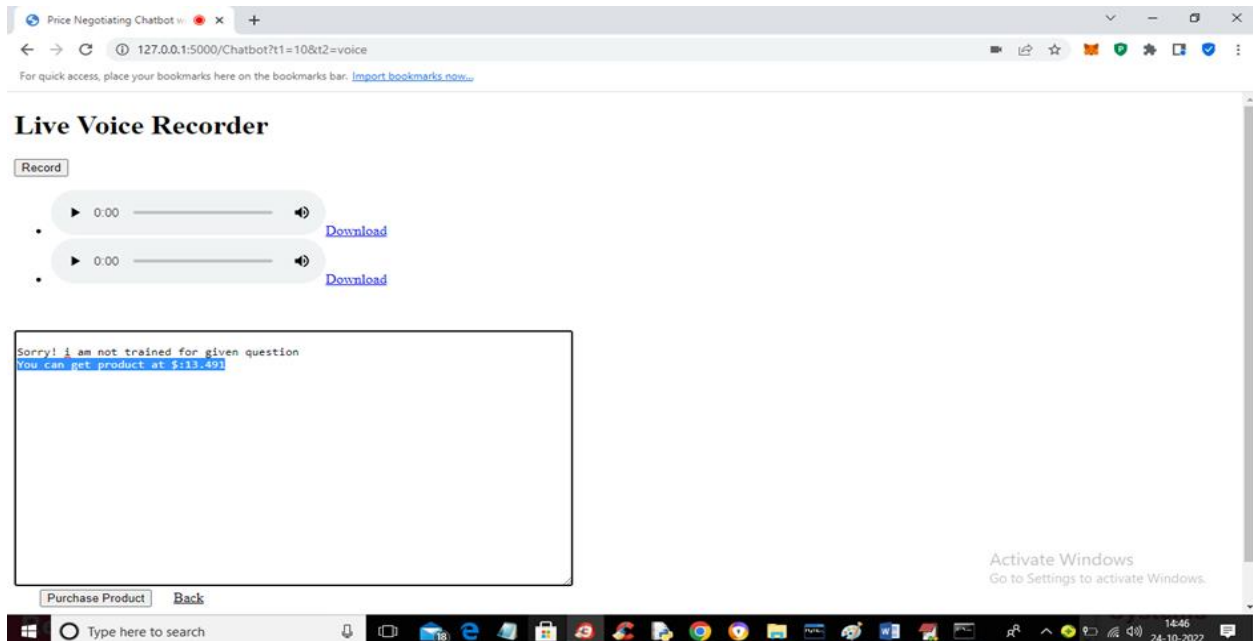 Price Negotiating Chatbot w
127.0.0.1:5000/Chatbot?t1=10&t2=voice
For quick access, place your bookmarks here on the bookmarks bar. Import bookmarks now...
Live Voice Recorder
Record
0:00
Download
0:00
Download
Sorry! i am not trained for given question
You can get product at $:13.491
Activate Windows
Go to Settings to activate Windows.
Purchase Product Back
Type here to search
18
14:46
24-10-2022